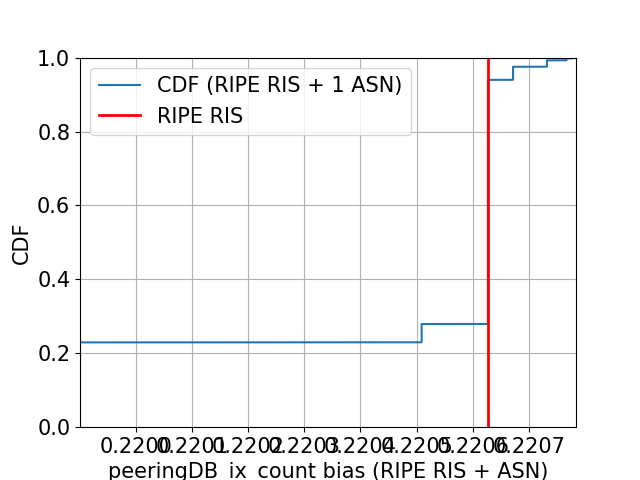 1.0
CDF (RIPE RIS + 1 ASN)
RIPE RIS
0.8
0.6
CDF
0.4
0.2
0.0
0.2200 0.2201 0.2202 0.2203 0.2204 0.2205 0.2206 0.2207
peeringDB_ix_count bias (RIPE RIS + ASN)